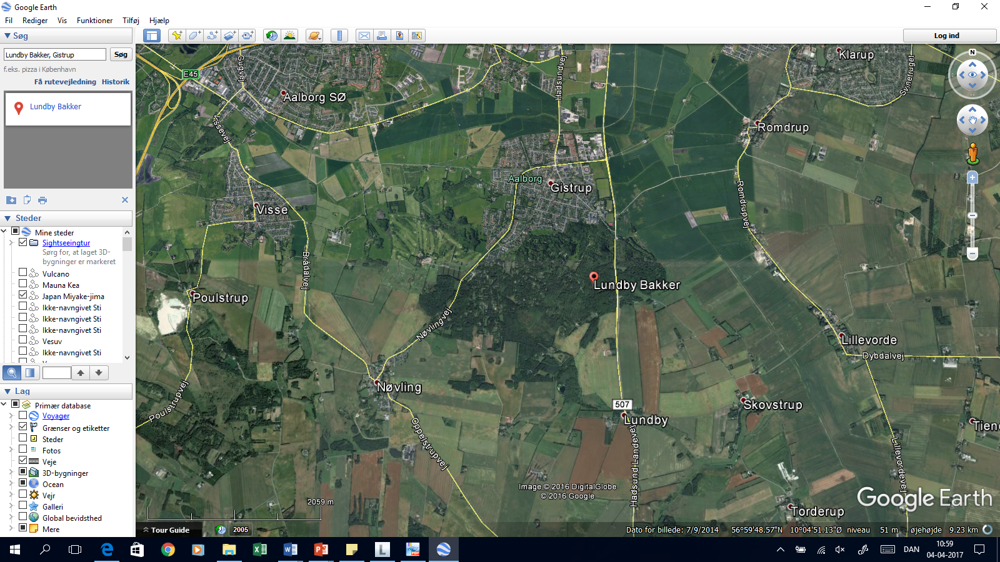 Google Earth
Fil Rediger Vis Funktioner Tilføj Hjælp
Søg
Log ind
Lundby Bakker, Gistrup
Søg
f.eks. pizza i København
Få rutevejledning Historik
Lundby Bakker
Steder
Mine steder
Sightseeingtur
Sørg for, at laget 3D-
bygninger er markeret
Vulcano
Mauna Kea
Japan Miyake-jima
Ikke-navngivet Sti
Ikke-navngivet Sti
Ikke-navngivet Sti
Vesuv
Ikke-navngivet Sti
Lag
Primær database
Voyager
Grænser og etiketter
Steder
Fotos
Veje
3D-bygninger
Ocean
Vejr
Galleri
Global bevidsthed
Mere
E45
Gugvej
Hadsundvej
Klarup
N
Svinetruget
Aalborg SØ
Vissevej
Romdrup
Aalborg
Gistrup
Visse
Romdrupvej
Brådalvej
Lundby Bakker
Poulstrup
Nøvlingvej
Lillevorde
Dybdalvej
Nøvling
Poulstrupvej
507
Skovstrup
Lundby
Tien
Oppelstrupvej
Hadsund Landevej
Lillevordevej
Image © 2016 DigitalGlobe
© 2016 Google
Google Earth
2059 m
Torderup
Tour Guide
2005
Dato for billede: 7/9/2014 56°59'48.57"N 10°04'51.13"Ø niveau 51 m øjehøjde 9.23 km
DAN
10:59
04-04-2017